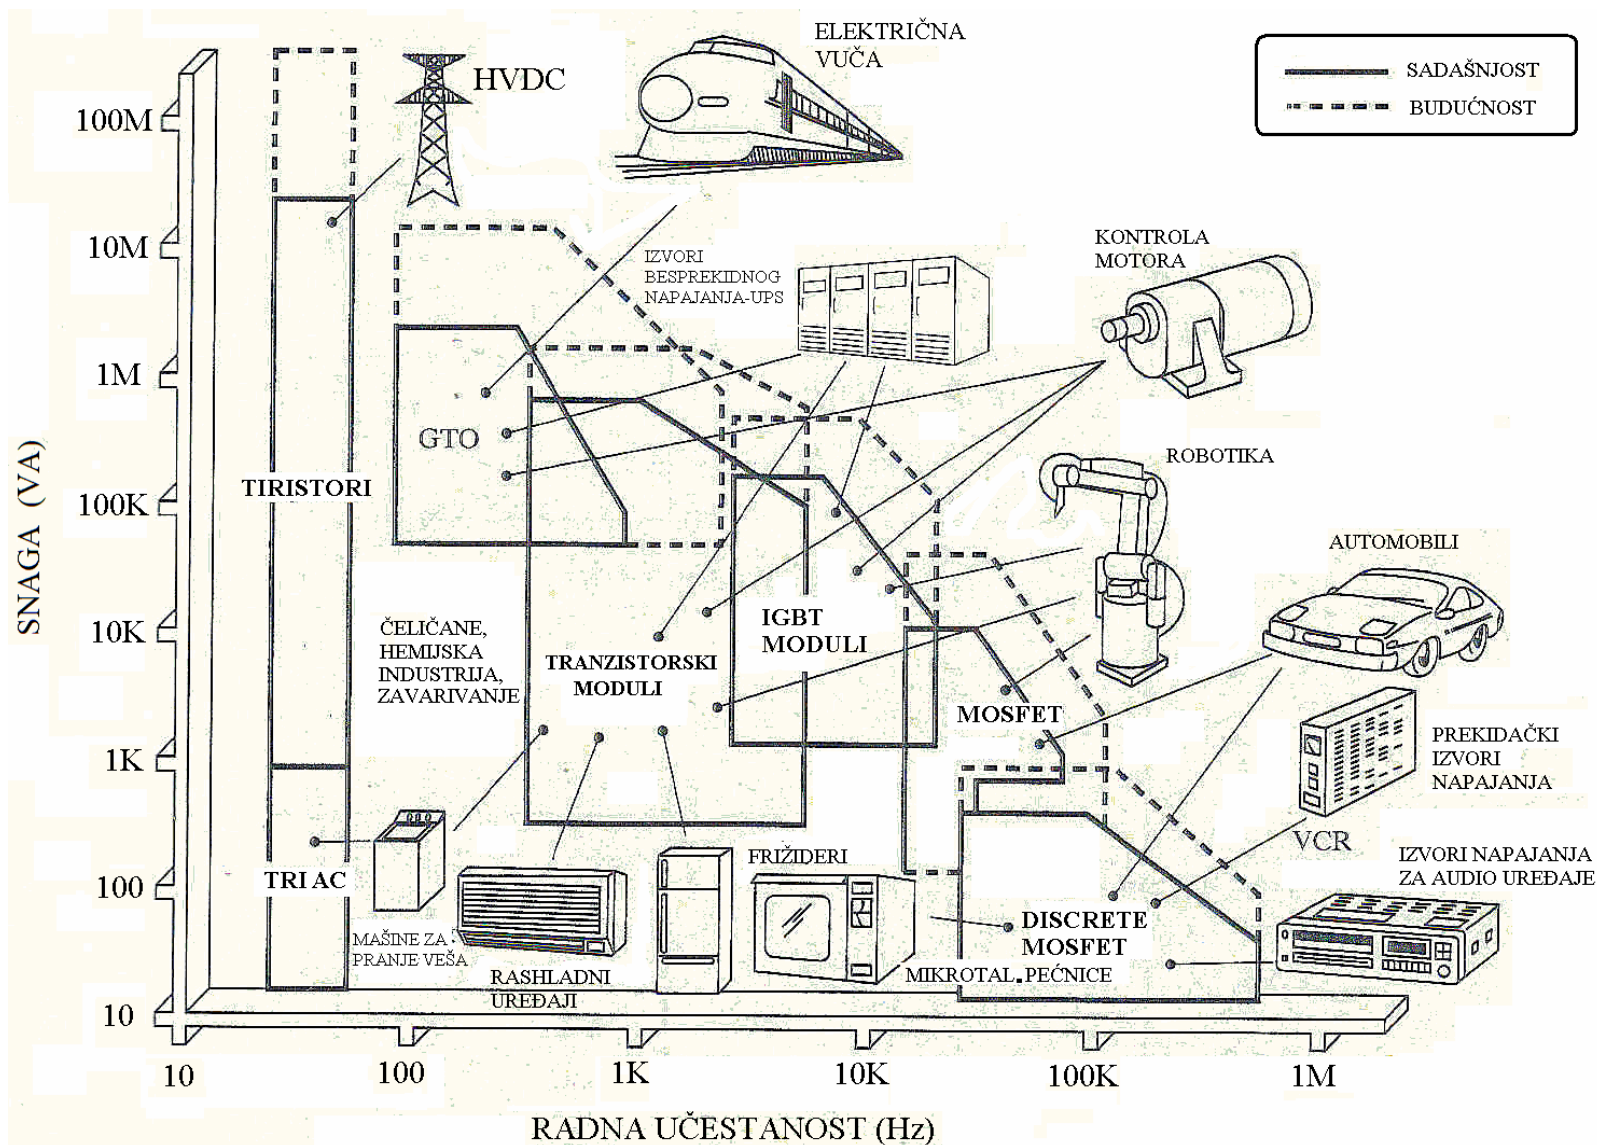 ELEKTRIČNA
VUČA
HVDC
SADAŠNJOST
BUDUĆNOST
100M
10M
1M
100K
10K
1K
100
10
SNAGA (VA)
IZVORI
BESPREKIDNOG
NAPAJANJA-UPS
KONTROLA
MOTORA
GTO
TIRISTORI
ROBOTIKA
AUTOMOBILI
ČELIČANE,
HEMIJSKA
INDUSTRIJA,
ZAVARIVANJE
TRANZISTORSKI
MODULI
IGBT
MODULI
MOSFET
PREKIDAČKI
IZVORI
NAPAJANJA
VCR
IZVORI NAPAJANJA
ZA AUDIO UREĐAJE
TRI AC
FRIŽIDERI
DISCRETE
MOSFET
MAŠINE ZA
PRANJE VEŠA
RASHLADNI
UREĐAJI
MIKROTAL.PEĆNICE
10
100
1K
10K
100K
1M
RADNA UČESTANOST (Hz)